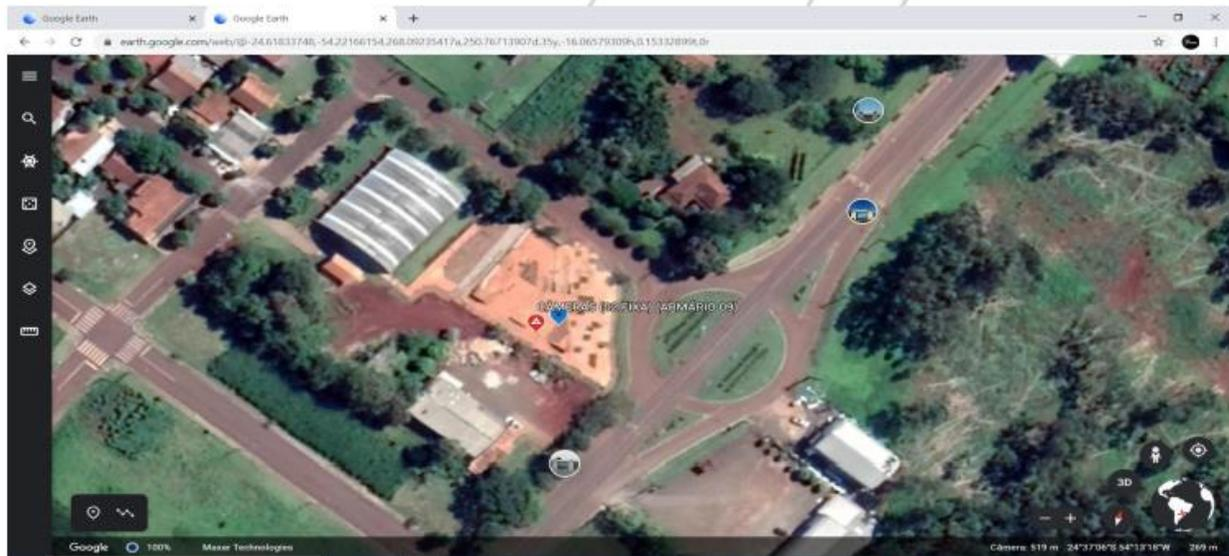 Google Earth
Google Earth
earth.google.com/web/@-24.61833748,-54.22166154,268.09235417a,250.76713907d,35y,-16.06579309h,0.15332899t,0r
CÂMERAS (02 FIXA) (ARMÁRIO 09)
3D
Google 100% Maxar Technologies
Câmera: 519 m 24°37'06"S 54°13'18"W 269 m